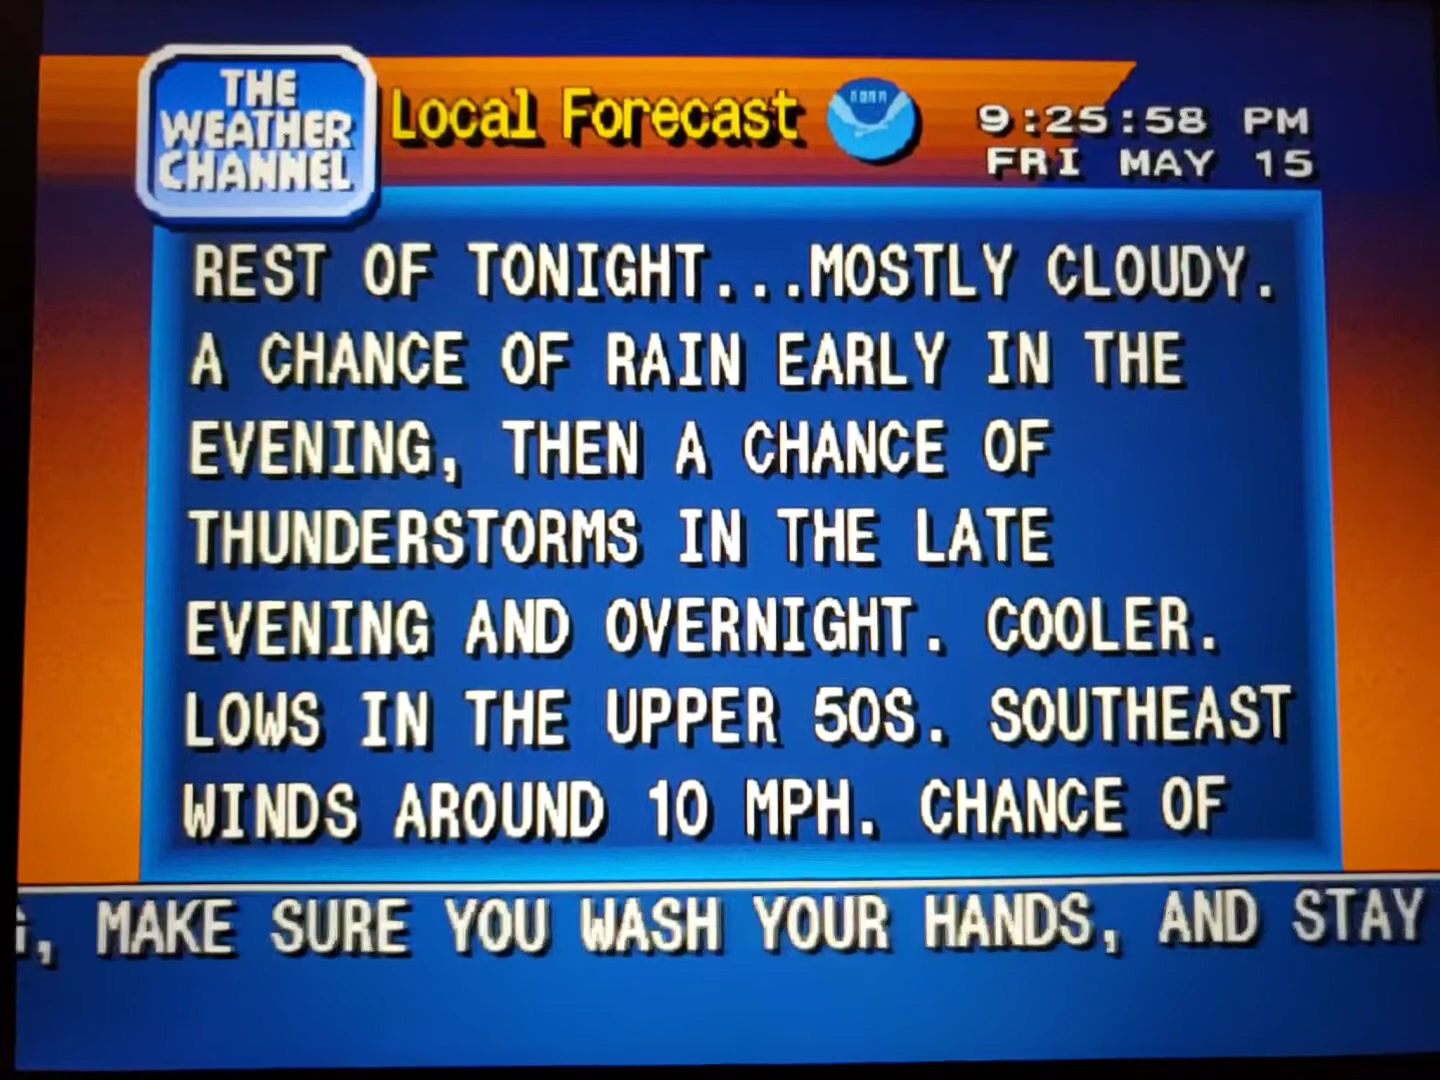 THE
WEATHER
CHANNEL
Local Forecast
NOAA
9:25:58 PM
FRI MAY 15
REST OF TONIGHT...MOSTLY CLOUDY.
A CHANCE OF RAIN EARLY IN THE
EVENING, THEN A CHANCE OF
THUNDERSTORMS IN THE LATE
EVENING AND OVERNIGHT. COOLER.
LOWS IN THE UPPER 50S. SOUTHEAST
WINDS AROUND 10 MPH. CHANCE OF
, MAKE SURE YOU WASH YOUR HANDS, AND STAY